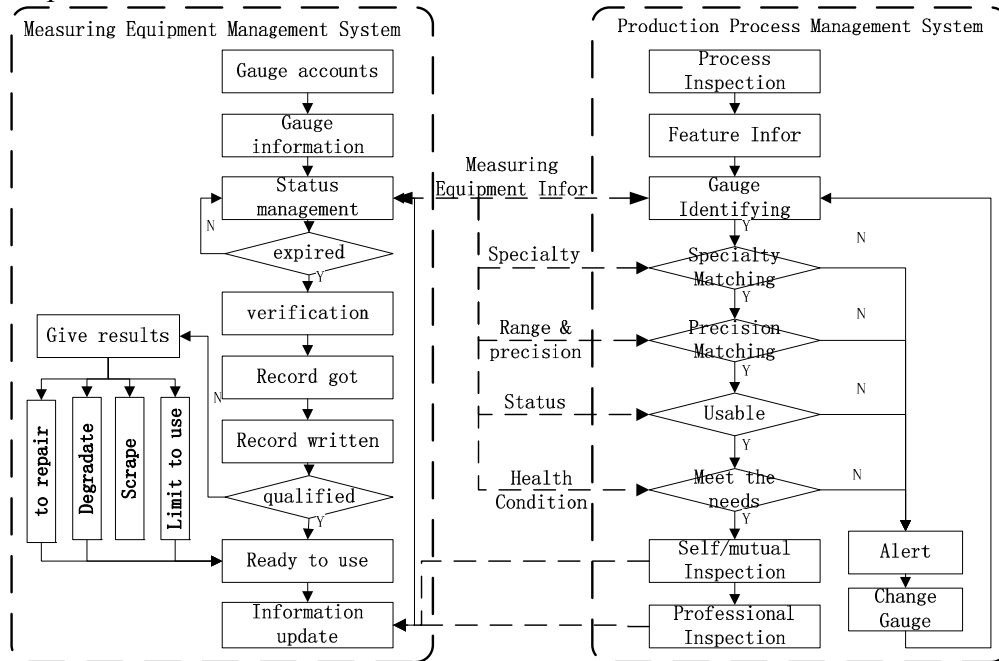 Measuring Equipment Management System
Gauge accounts
Gauge
information
Status
management
N
expired
Y
verification
Give results
Record got
N
to repair
Degradate
Scrape
Limit to use
Record written
qualified
Y
Ready to use
Information
update
Measuring
Equipment Infor
Specialty
Range &
precision
Status
Health
Condition
Production Process Management System
Process
Inspection
Feature Infor
Gauge
Identifying
Y
N
Specialty
Matching
Y
N
Precision
Matching
Y
N
Usable
Y
N
Meet the
needs
Y
Self/mutual
Inspection
Professional
Inspection
Alert
Change
Gauge